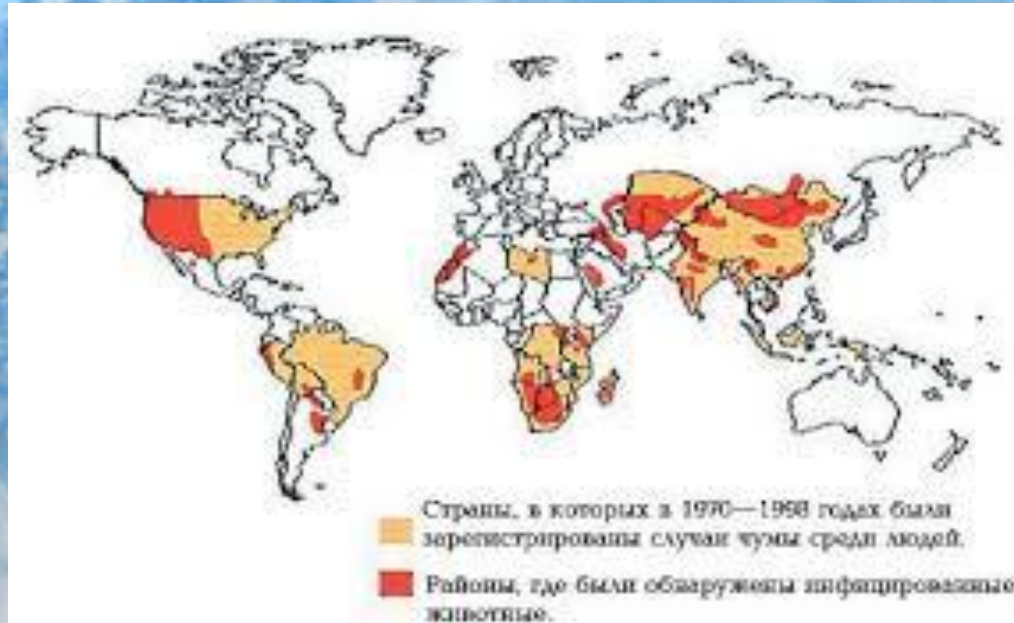 Страны, в которых в 1970—1998 годах были
зарегистрированы случаи чумы среди людей.
Районы, где были обнаружены инфицированные
животные.